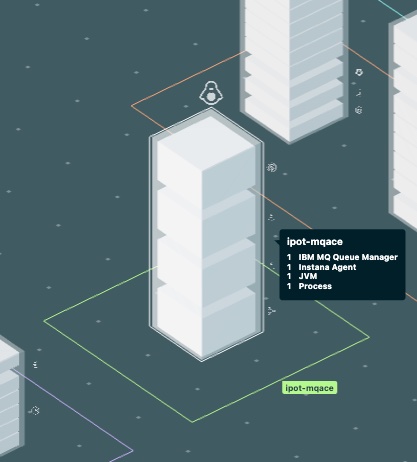 ipot-mqace
1 IBM MQ Queue Manager
1 Instana Agent
1 JVM
1 Process
ipot-mqace